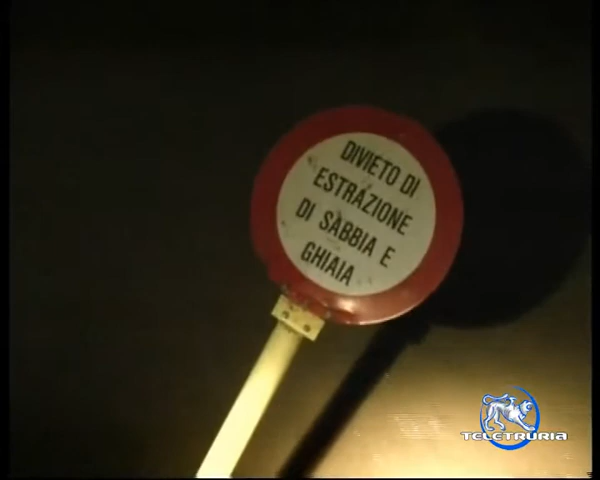 DIVIETO DI
ESTRAZIONE
DI SABBIA E
GHIAIA
TELETRURIA